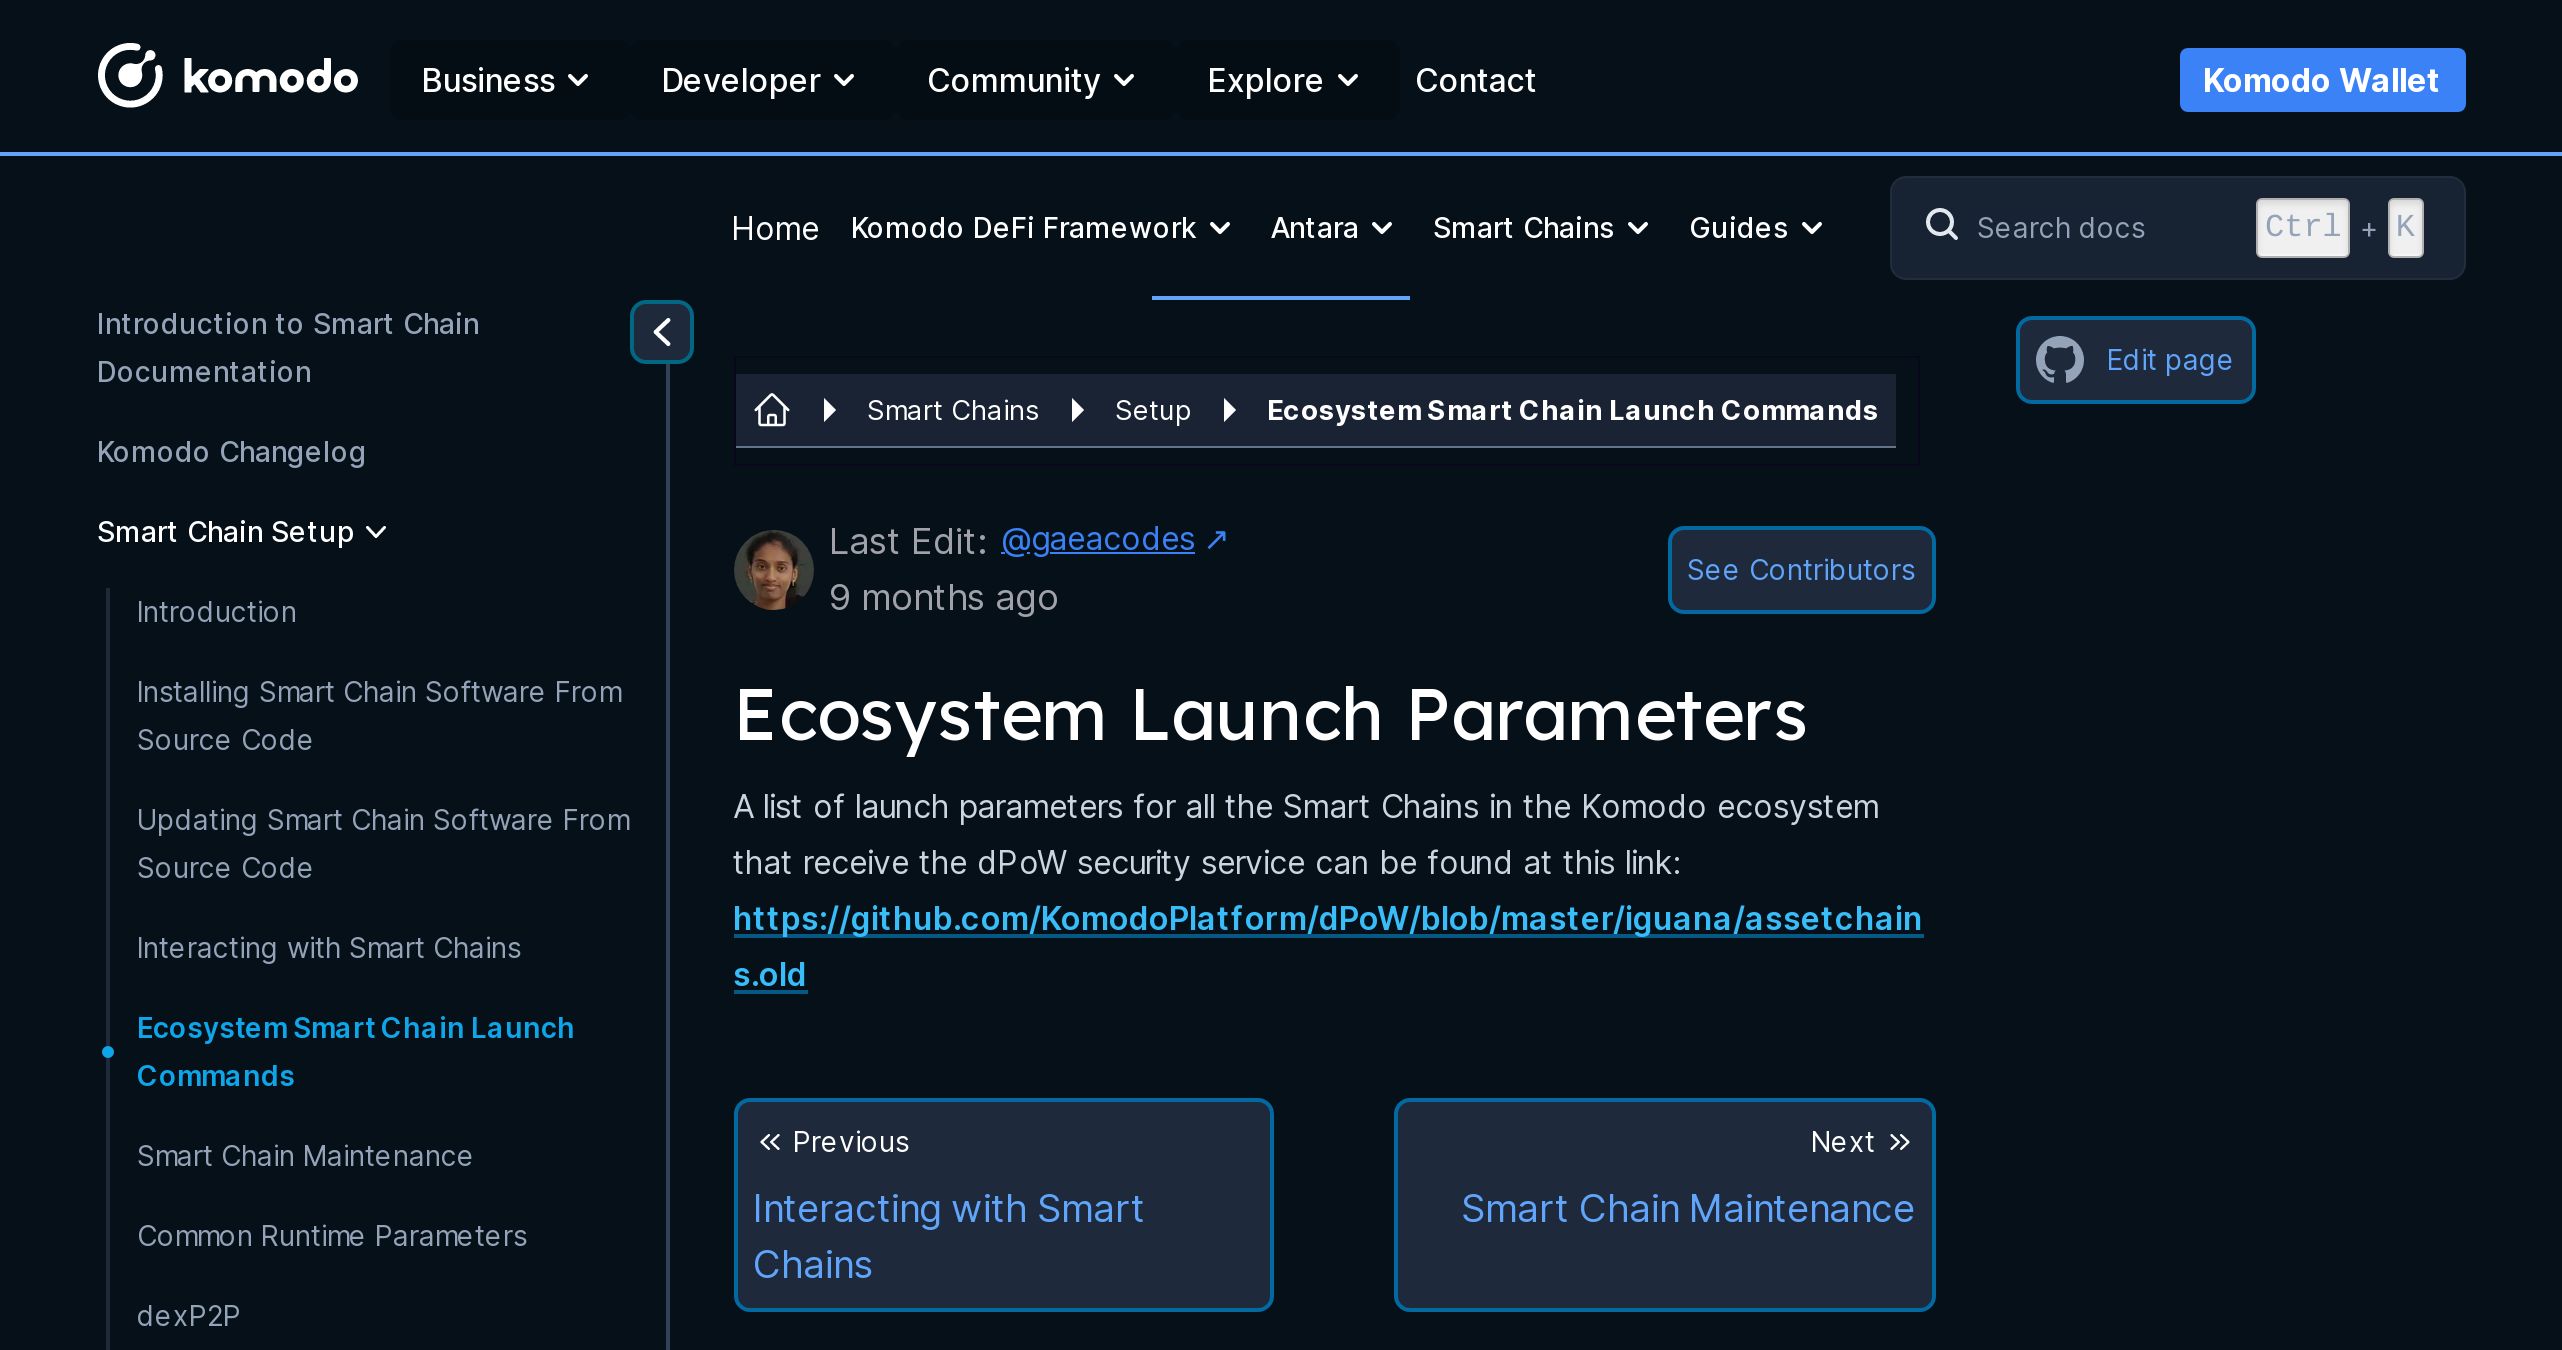 komodo
Business
Developer
Community
Explore
Contact
Komodo Wallet
Home
Komodo DeFi Framework
Antara
Smart Chains
Guides
Search docs
Ctrl + K
Introduction to Smart Chain
Documentation
Komodo Changelog
Smart Chain Setup
Introduction
Installing Smart Chain Software From
Source Code
Updating Smart Chain Software From
Source Code
Interacting with Smart Chains
Ecosystem Smart Chain Launch
Commands
Smart Chain Maintenance
Common Runtime Parameters
dexP2P
Smart Chains
Setup
Ecosystem Smart Chain Launch Commands
Edit page
Last Edit: @gaeacodes ↗
9 months ago
See Contributors
Ecosystem Launch Parameters
A list of launch parameters for all the Smart Chains in the Komodo ecosystem
that receive the dPoW security service can be found at this link:
https://github.com/KomodoPlatform/dPoW/blob/master/iguana/assetchain
s.old
« Previous
Interacting with Smart
Chains
Next »
Smart Chain Maintenance